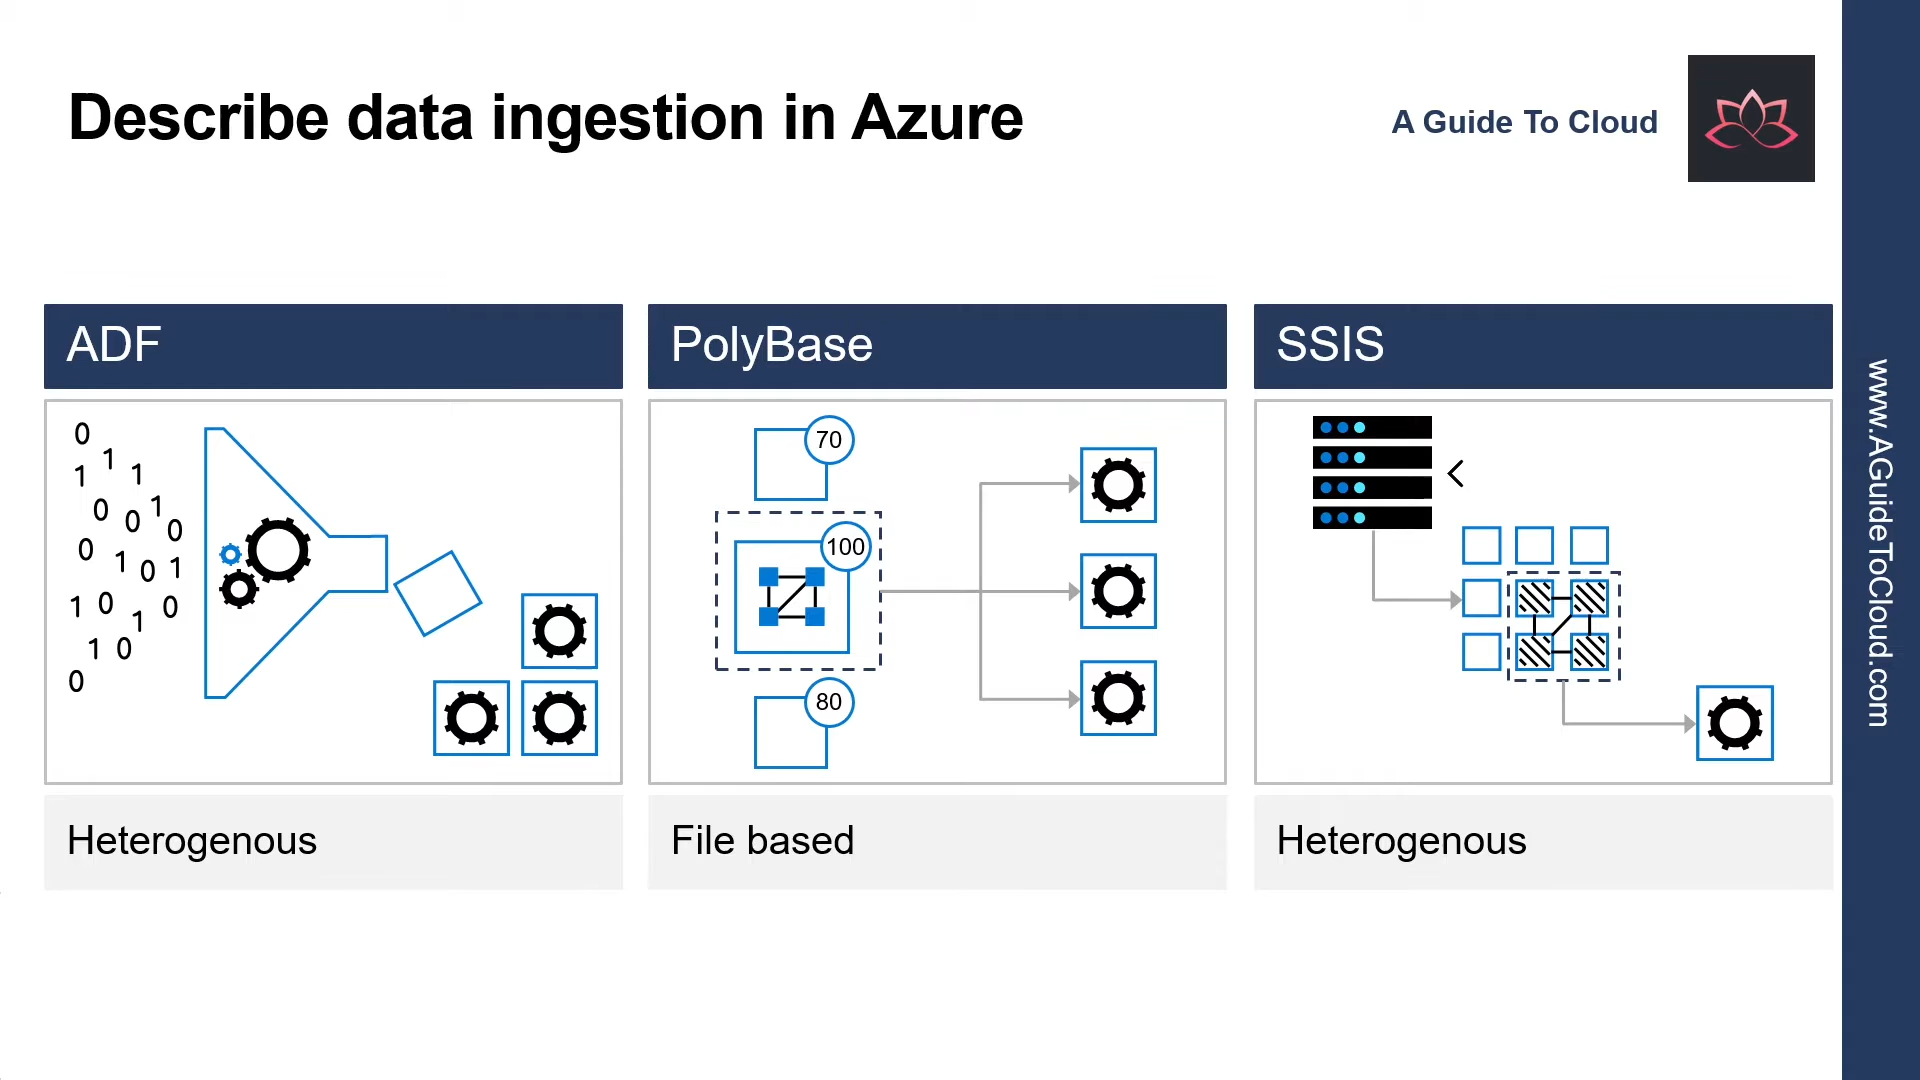 Describe data ingestion in Azure
A Guide To Cloud
ADF
PolyBase
SSIS
0
1
1 1
0 0 1 0
0 1 0 1
1 0 1 0
1 0
0
70
100
80
Heterogenous
File based
Heterogenous
www.AGuideToCloud.com